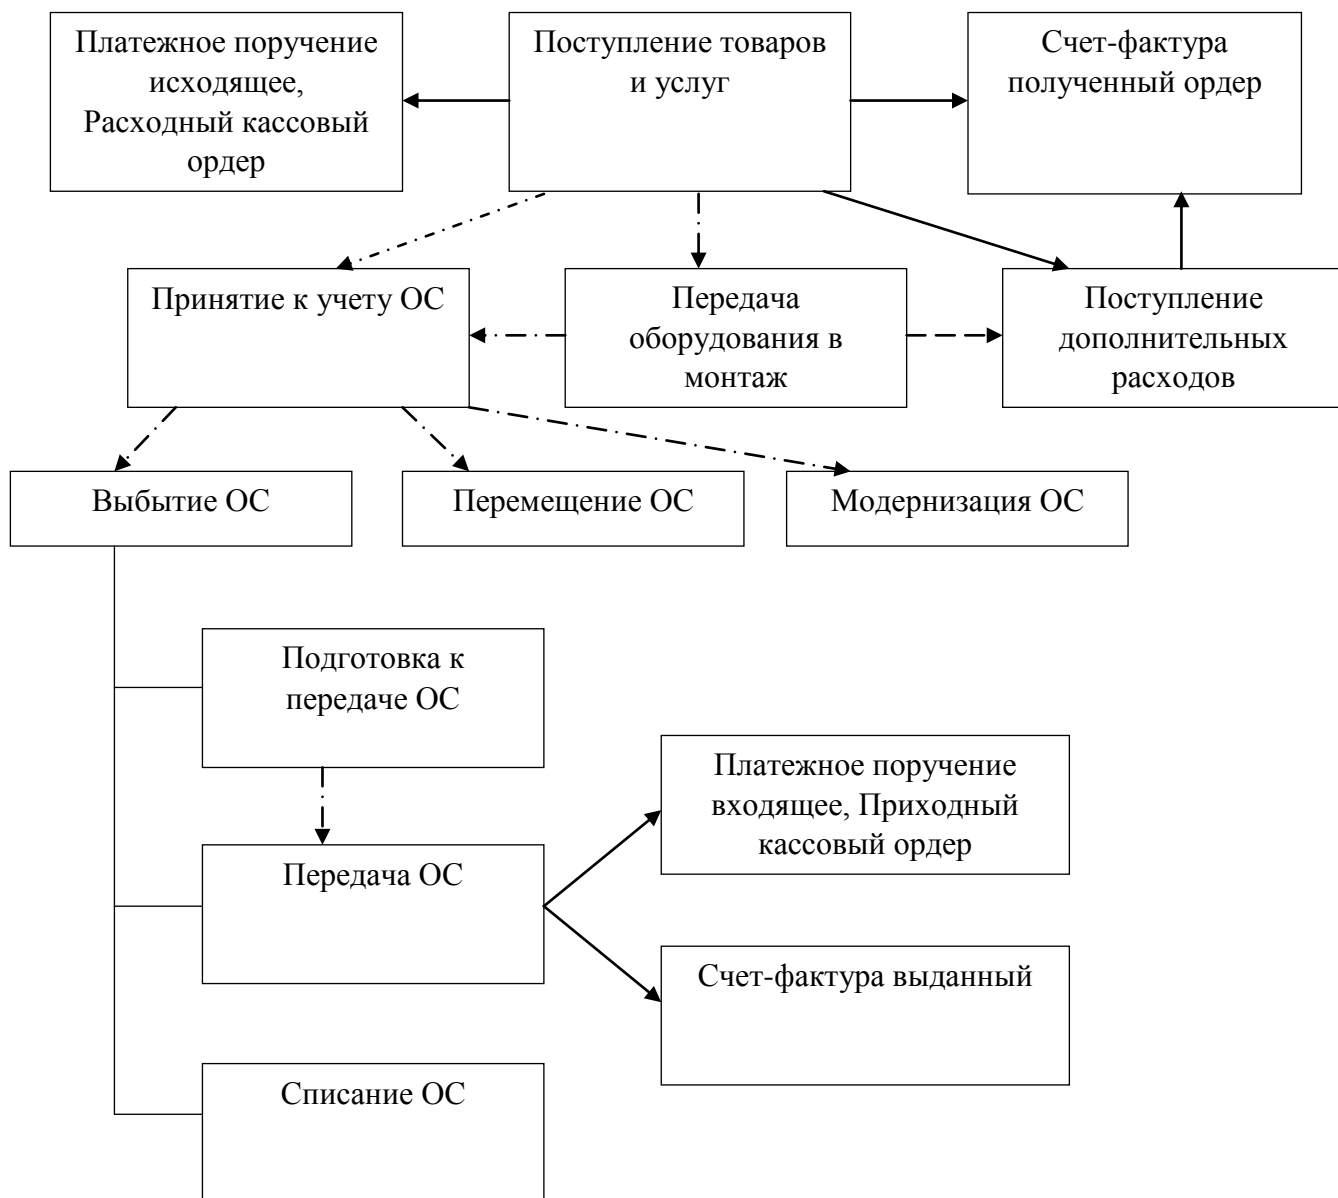 Платежное поручение
исходящее,
Расходный кассовый
ордер
Поступление товаров
и услуг
Счет-фактура
полученный ордер
Принятие к учету ОС
Передача
оборудования в
монтаж
Поступление
дополнительных
расходов
Выбытие ОС
Перемещение ОС
Модернизация ОС
Подготовка к
передаче ОС
Платежное поручение
входящее, Приходный
кассовый ордер
Передача ОС
Счет-фактура выданный
Списание ОС